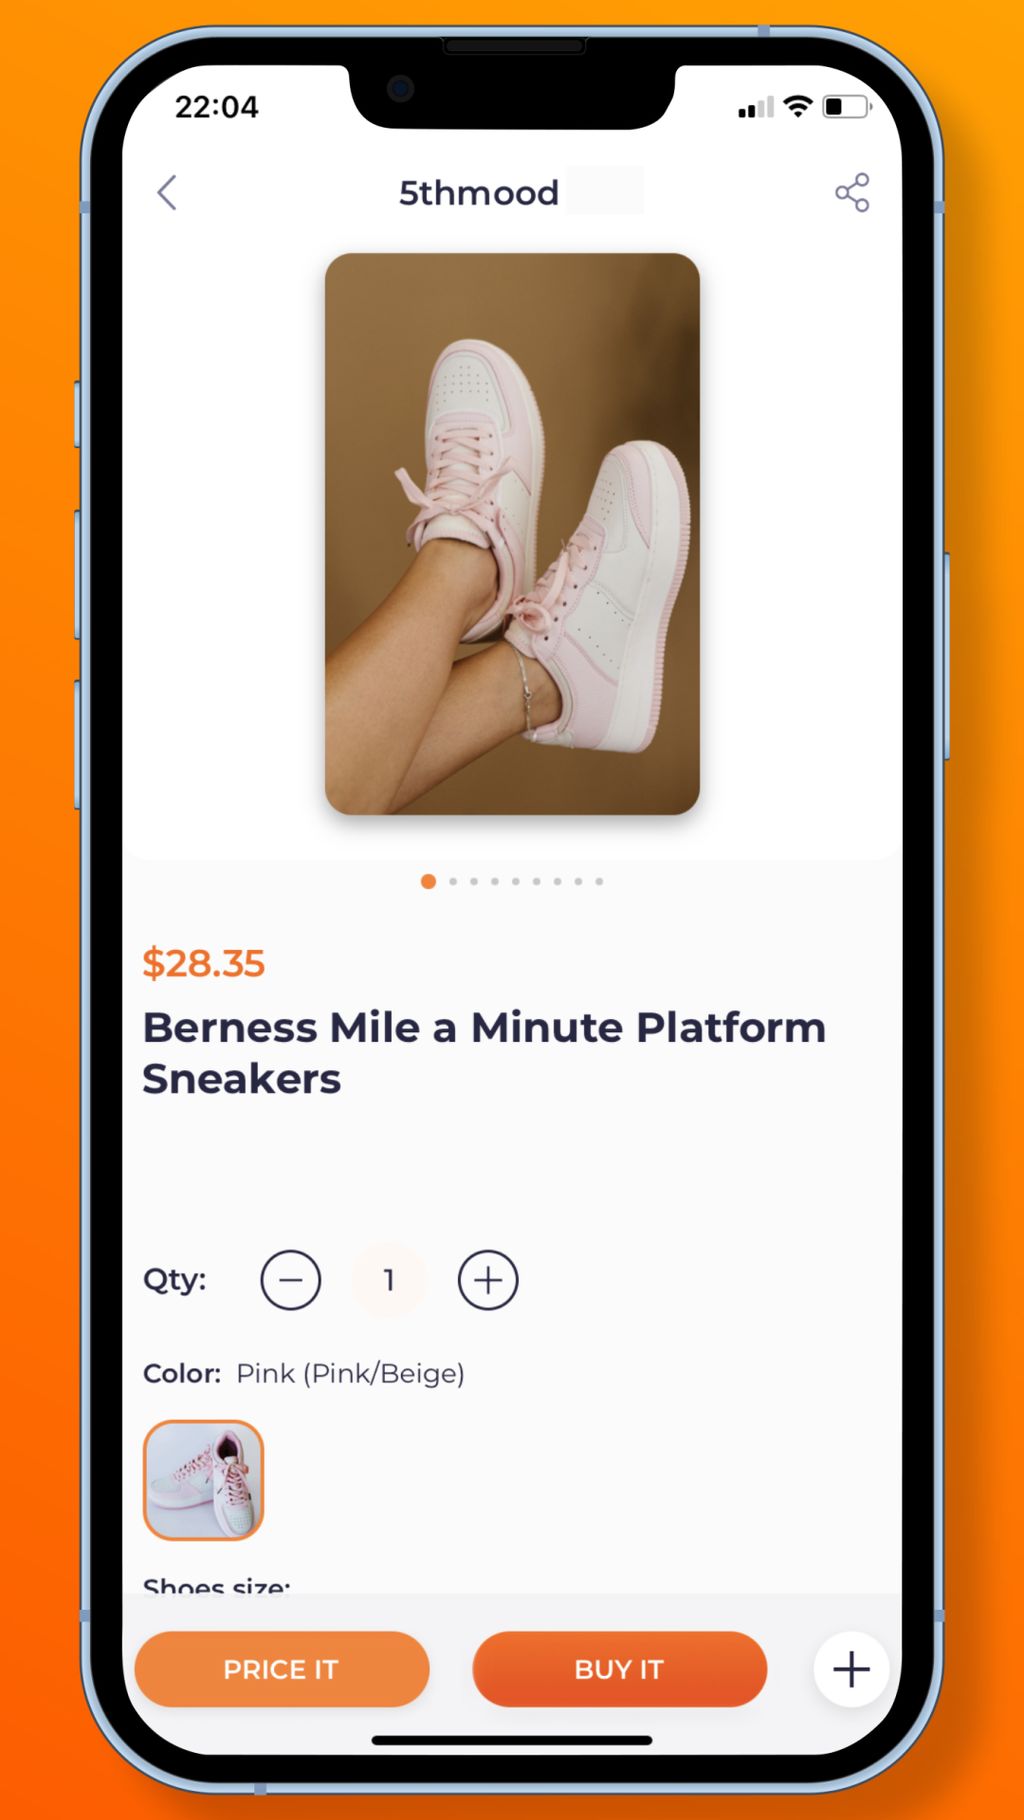 22:04
5thmood
$28.35
Berness Mile a Minute Platform
Sneakers
Qty:
1
Color: Pink (Pink/Beige)
Shoes size:
PRICE IT
BUY IT